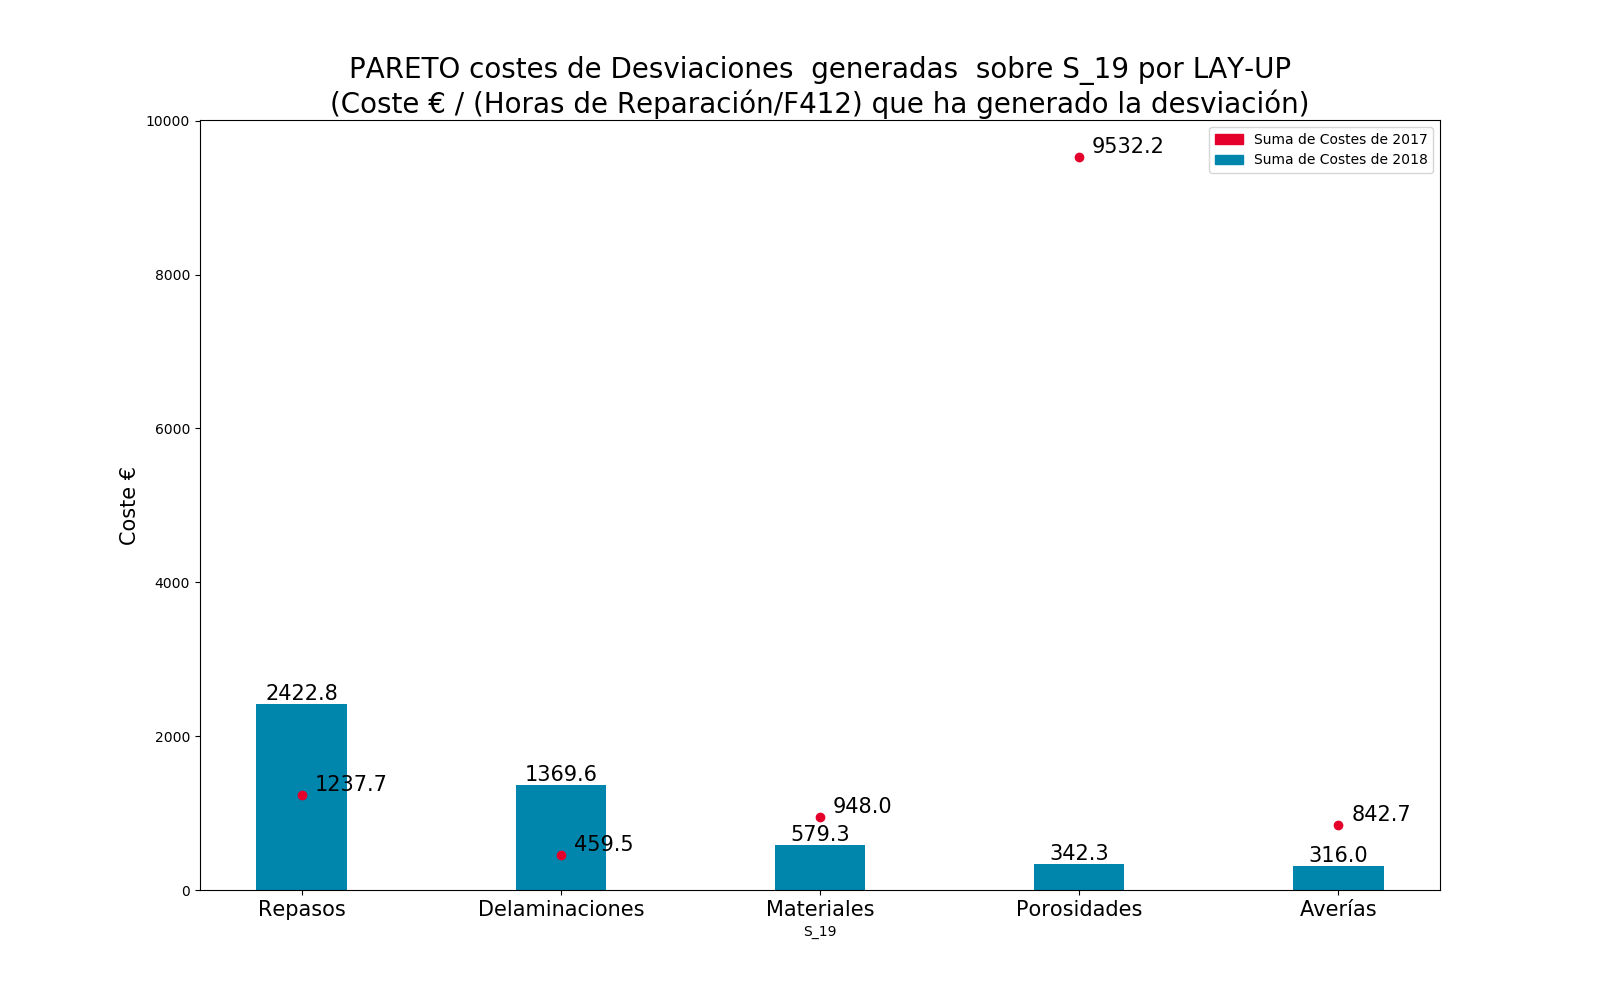 PARETO costes de Desviaciones  generadas  sobre S_19 por LAY-UP
(Coste € / (Horas de Reparación/F412) que ha generado la desviación)
Suma de Costes de 2017
Suma de Costes de 2018
Coste €
10000
8000
6000
4000
2000
0
9532.2
2422.8
1237.7
1369.6
459.5
948.0
579.3
342.3
842.7
316.0
Repasos
Delaminaciones
Materiales
Porosidades
Averías
S_19